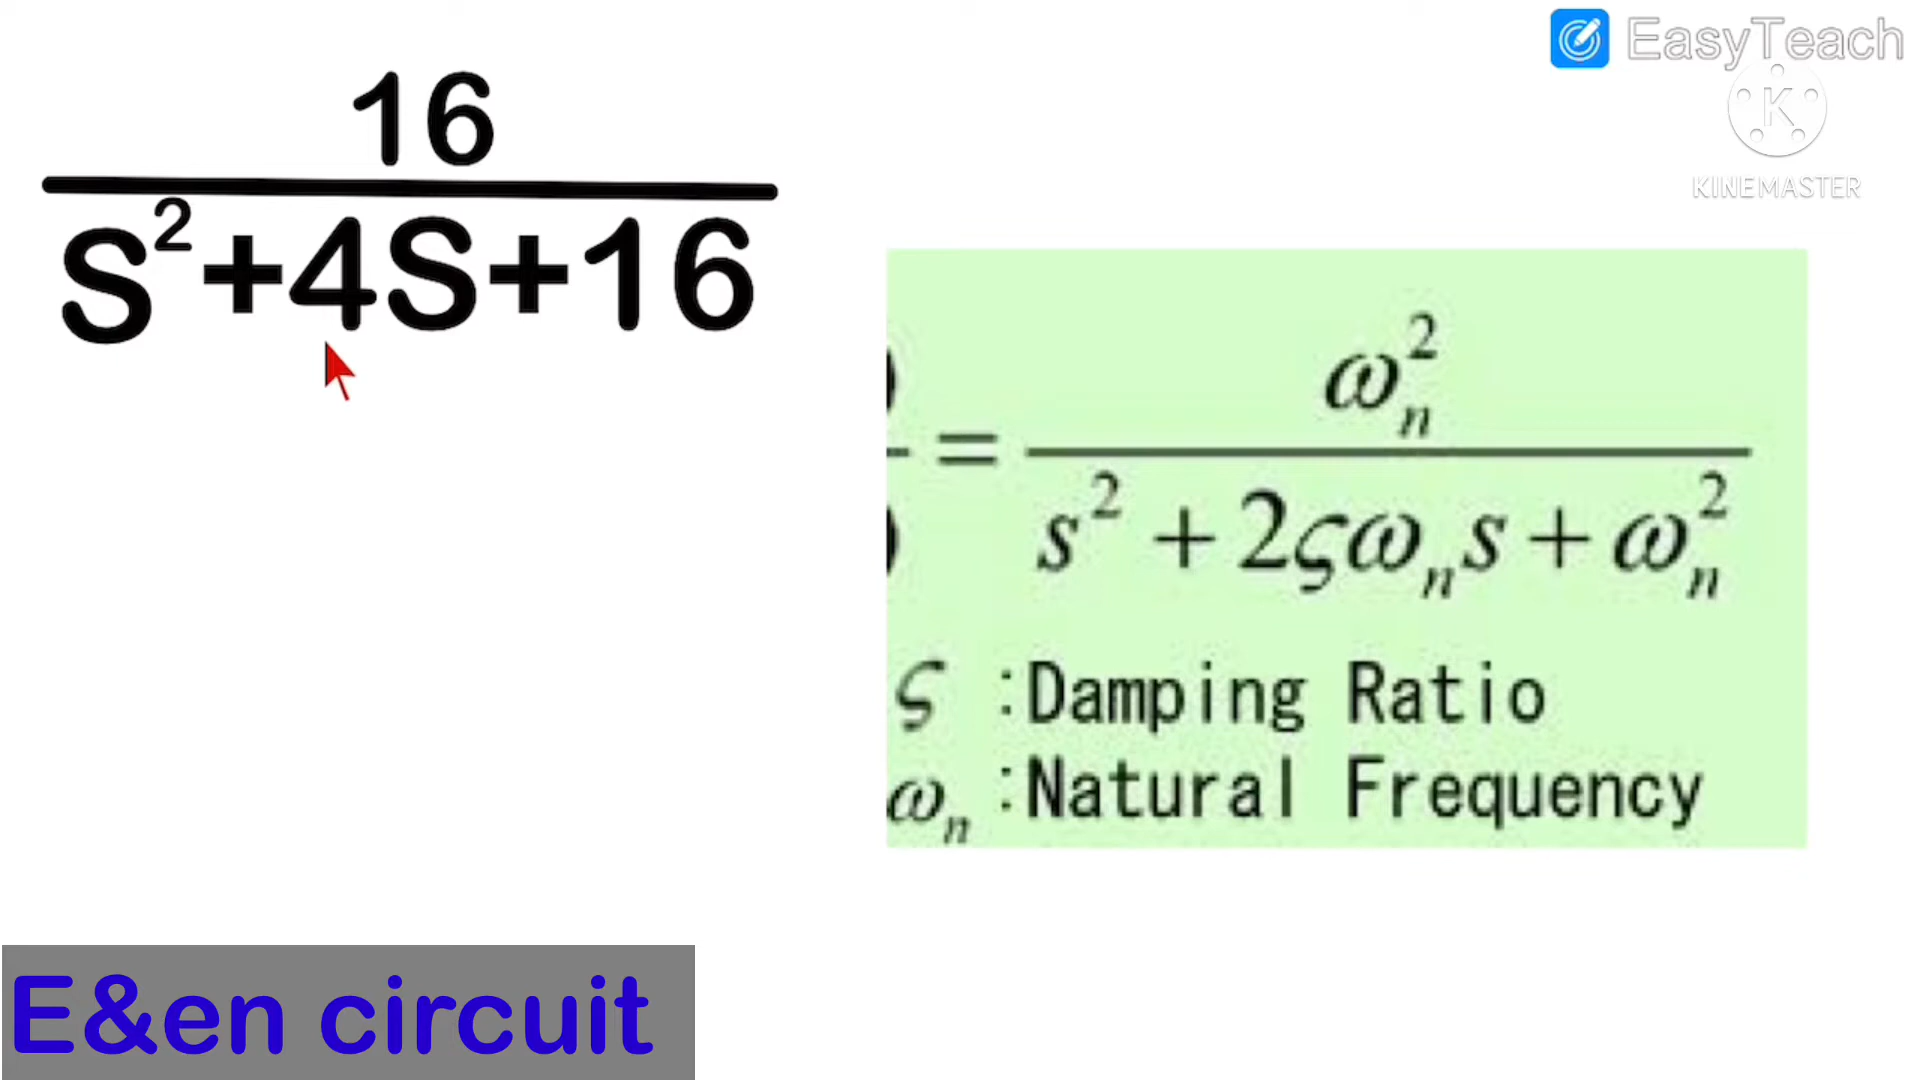 EasyTeach
K
KINEMASTER
16
S²+4S+16
= ωₙ²
s² + 2ςωₙs + ωₙ²
ς :Damping Ratio
ωₙ :Natural Frequency
E&en circuit